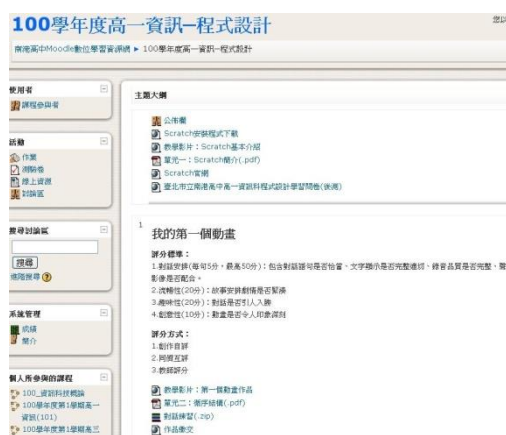 100學年度高一資訊-程式設計
您以
南港高中Moodle數位學習資源網 ► 100學年度高一資訊-程式設計
使用者
課程參與者
活動
作業
測驗卷
線上資源
討論區
搜尋討論區
搜尋
進階搜尋
系統管理
成績
簡介
個人所參與的課程
100_資訊科技概論
100學年度第1學期高一
資訊(101)
100學年度第1學期高三
主題大綱
公佈欄
Scratch安裝程式下載
教學影片：Scratch基本介紹
單元一：Scratch簡介(.pdf)
Scratch官網
臺北市立南港高中高一資訊科程式設計學習問卷(後測)
1
我的第一個動畫
評分標準：
1.對話安排(每句5分，最高50分)：包含對話語句是否恰當、文字顯示是否完整適切、錄音品質是否完整，聲
影像是否配合。
2.流暢性(20分)：故事安排劇情是否緊湊
3.趣味性(20分)：對話是否引人入勝
4.創意性(10分)：動畫是否令人印象深刻
評分方式：
1.創作自評
2.同儕互評
3.教師評分
教學影片：第一個動畫作品
單元二：循序結構(.pdf)
對話練習(.zip)
作品繳交